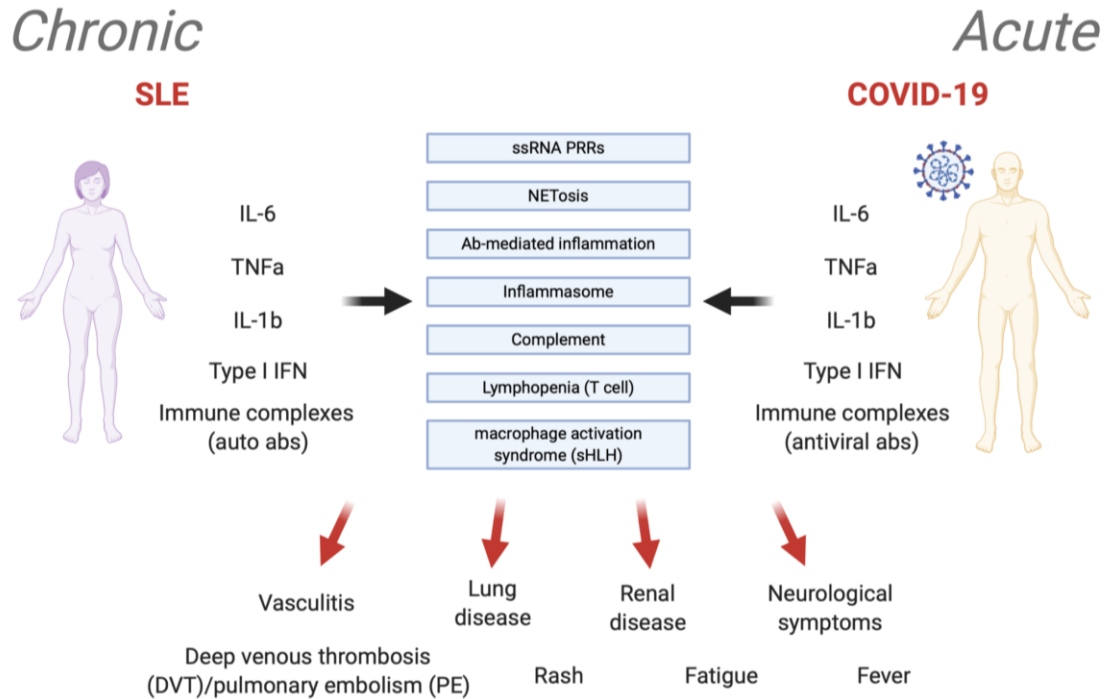 Chronic
Acute
SLE
COVID-19
IL-6
TNFa
IL-1b
Type I IFN
Immune complexes
(auto abs)
ssRNA PRRs
NETosis
Ab-mediated inflammation
Inflammasome
Complement
Lymphopenia (T cell)
macrophage activation
syndrome (sHLH)
IL-6
TNFa
IL-1b
Type I IFN
Immune complexes
(antiviral abs)
Vasculitis
Lung
disease
Renal
disease
Neurological
symptoms
Deep venous thrombosis
(DVT)/pulmonary embolism (PE)
Rash
Fatigue
Fever